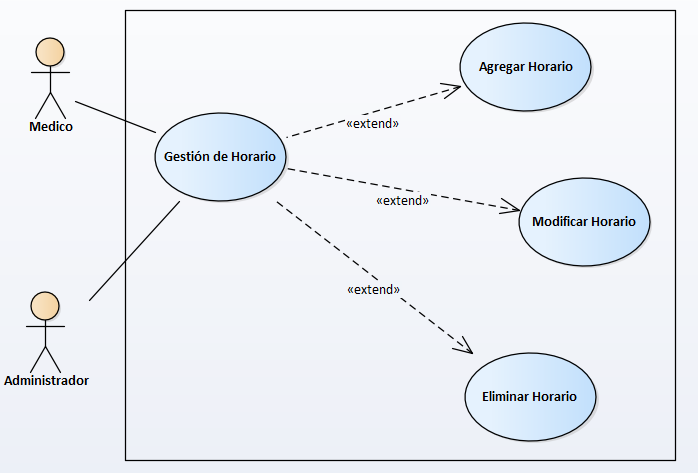 Medico
Administrador
Gestión de Horario
«extend»
«extend»
«extend»
Agregar Horario
Modificar Horario
Eliminar Horario